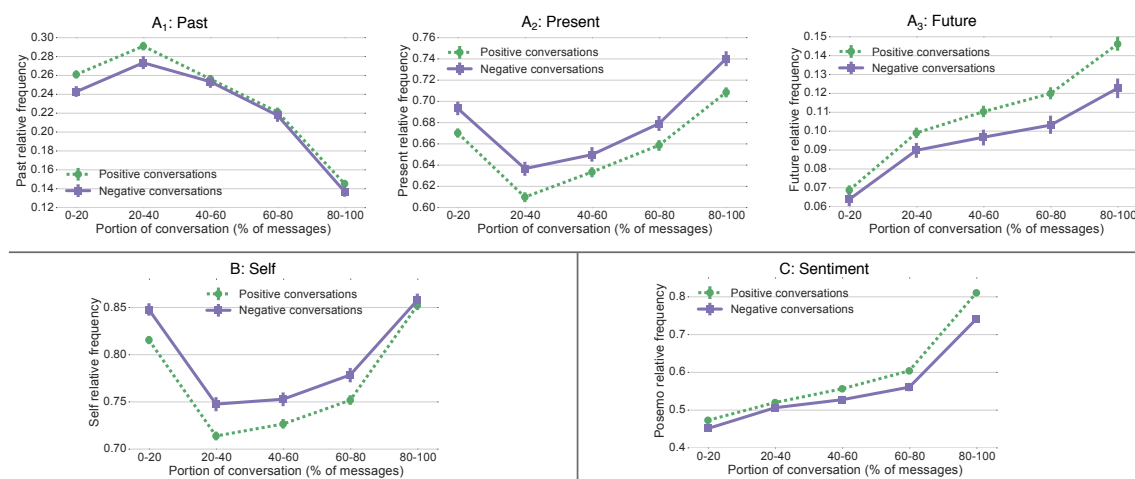 A1: Past
Past relative frequency
0.30
0.28
0.26
0.24
0.22
0.20
0.18
0.16
0.14
0.12
Positive conversations
Negative conversations
0-20 20-40 40-60 60-80 80-100
Portion of conversation (% of messages)
A2: Present
Present relative frequency
0.76
0.74
0.72
0.70
0.68
0.66
0.64
0.62
0.60
Positive conversations
Negative conversations
0-20 20-40 40-60 60-80 80-100
Portion of conversation (% of messages)
A3: Future
Future relative frequency
0.15
0.14
0.13
0.12
0.11
0.10
0.09
0.08
0.07
0.06
Positive conversations
Negative conversations
0-20 20-40 40-60 60-80 80-100
Portion of conversation (% of messages)
B: Self
Self relative frequency
0.85
0.80
0.75
0.70
Positive conversations
Negative conversations
0-20 20-40 40-60 60-80 80-100
Portion of conversation (% of messages)
C: Sentiment
Posemo relative frequency
0.8
0.7
0.6
0.5
0.4
Positive conversations
Negative conversations
0-20 20-40 40-60 60-80 80-100
Portion of conversation (% of messages)